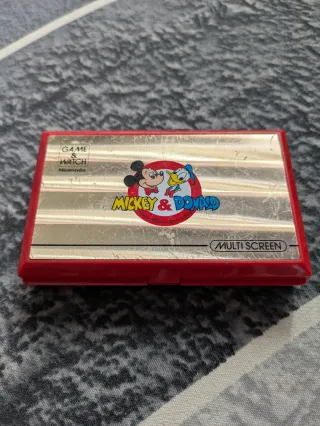 GAME
&
WATCH
Nintendo
MICKEY & DONALD
MULTI SCREEN